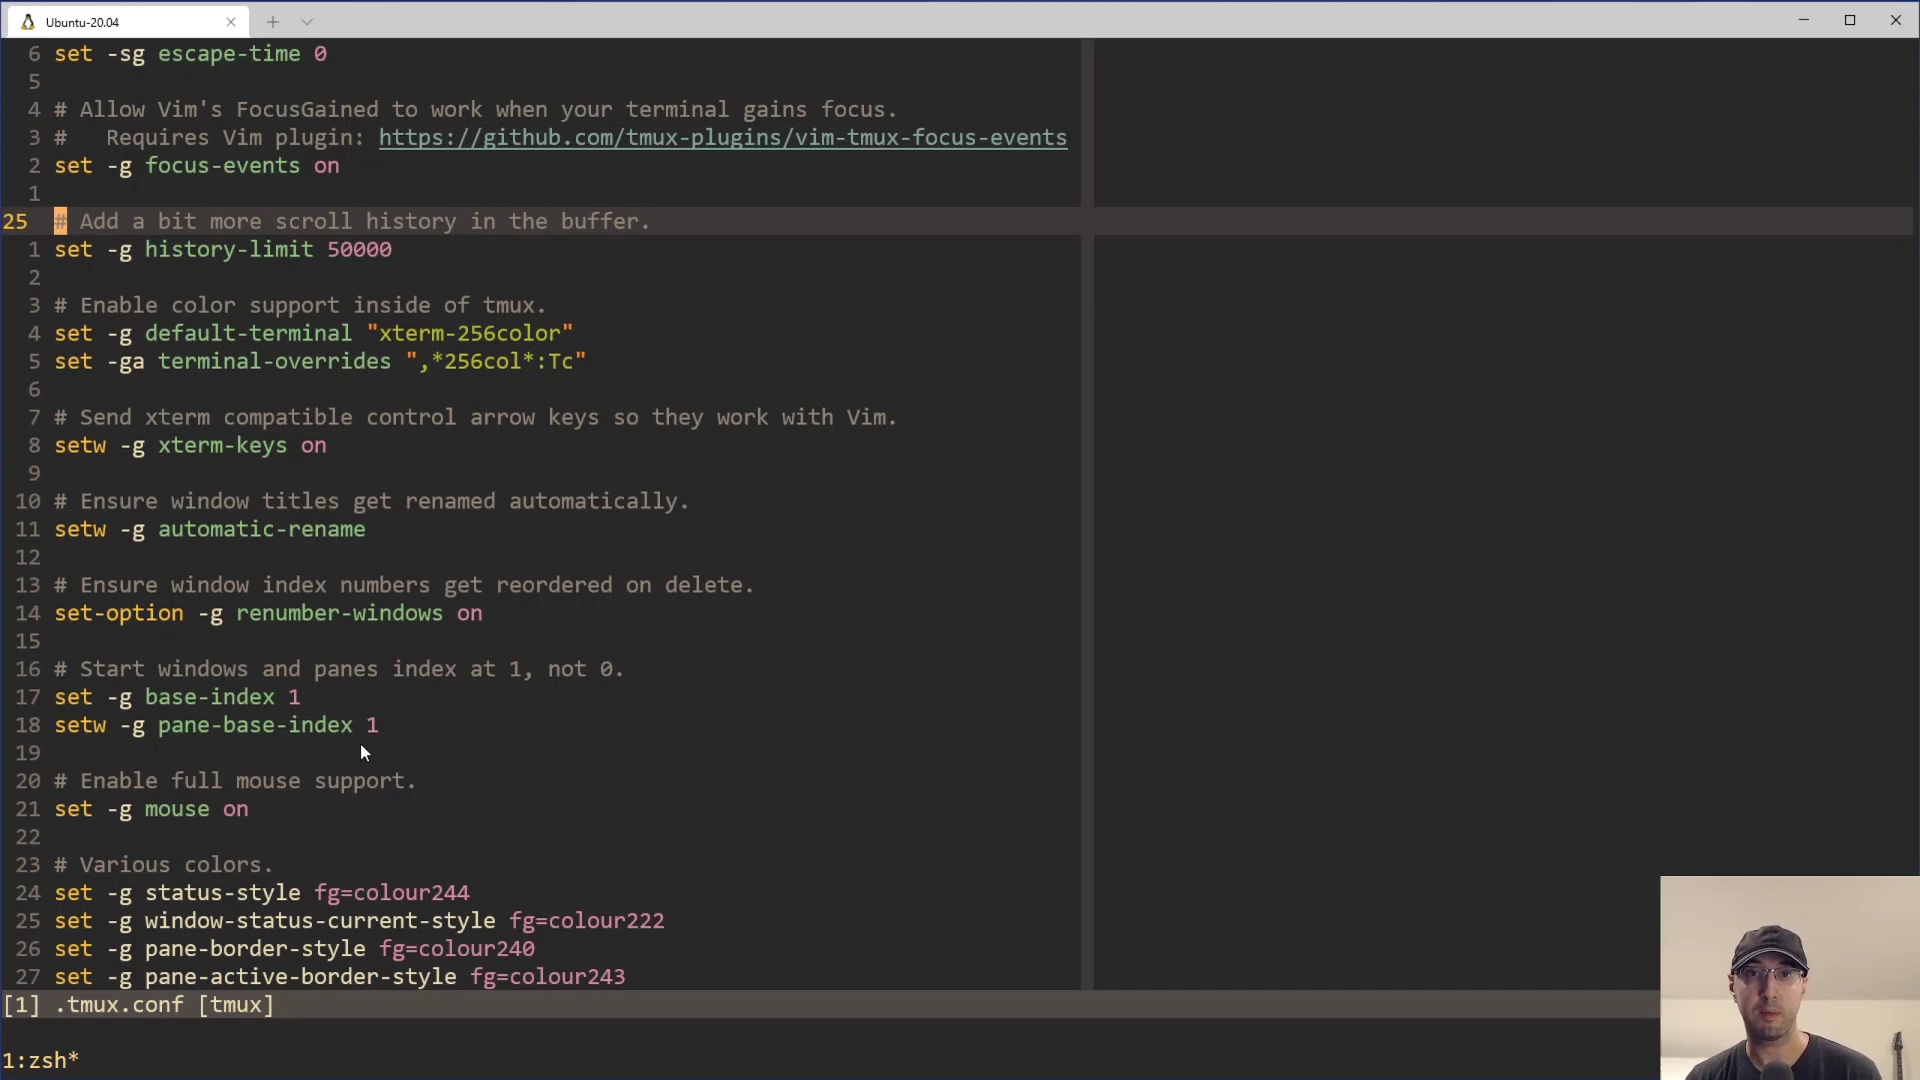 Ubuntu-20.04
6 set -sg escape-time 0
5
4 # Allow Vim's FocusGained to work when your terminal gains focus.
3 #   Requires Vim plugin: https://github.com/tmux-plugins/vim-tmux-focus-events
2 set -g focus-events on
1
25 # Add a bit more scroll history in the buffer.
1 set -g history-limit 50000
2
3 # Enable color support inside of tmux.
4 set -g default-terminal "xterm-256color"
5 set -ga terminal-overrides ",*256col*:Tc"
6
7 # Send xterm compatible control arrow keys so they work with Vim.
8 setw -g xterm-keys on
9
10 # Ensure window titles get renamed automatically.
11 setw -g automatic-rename
12
13 # Ensure window index numbers get reordered on delete.
14 set-option -g renumber-windows on
15
16 # Start windows and panes index at 1, not 0.
17 set -g base-index 1
18 setw -g pane-base-index 1
19
20 # Enable full mouse support.
21 set -g mouse on
22
23 # Various colors.
24 set -g status-style fg=colour244
25 set -g window-status-current-style fg=colour222
26 set -g pane-border-style fg=colour240
27 set -g pane-active-border-style fg=colour243
[1] .tmux.conf [tmux]
1:zsh*